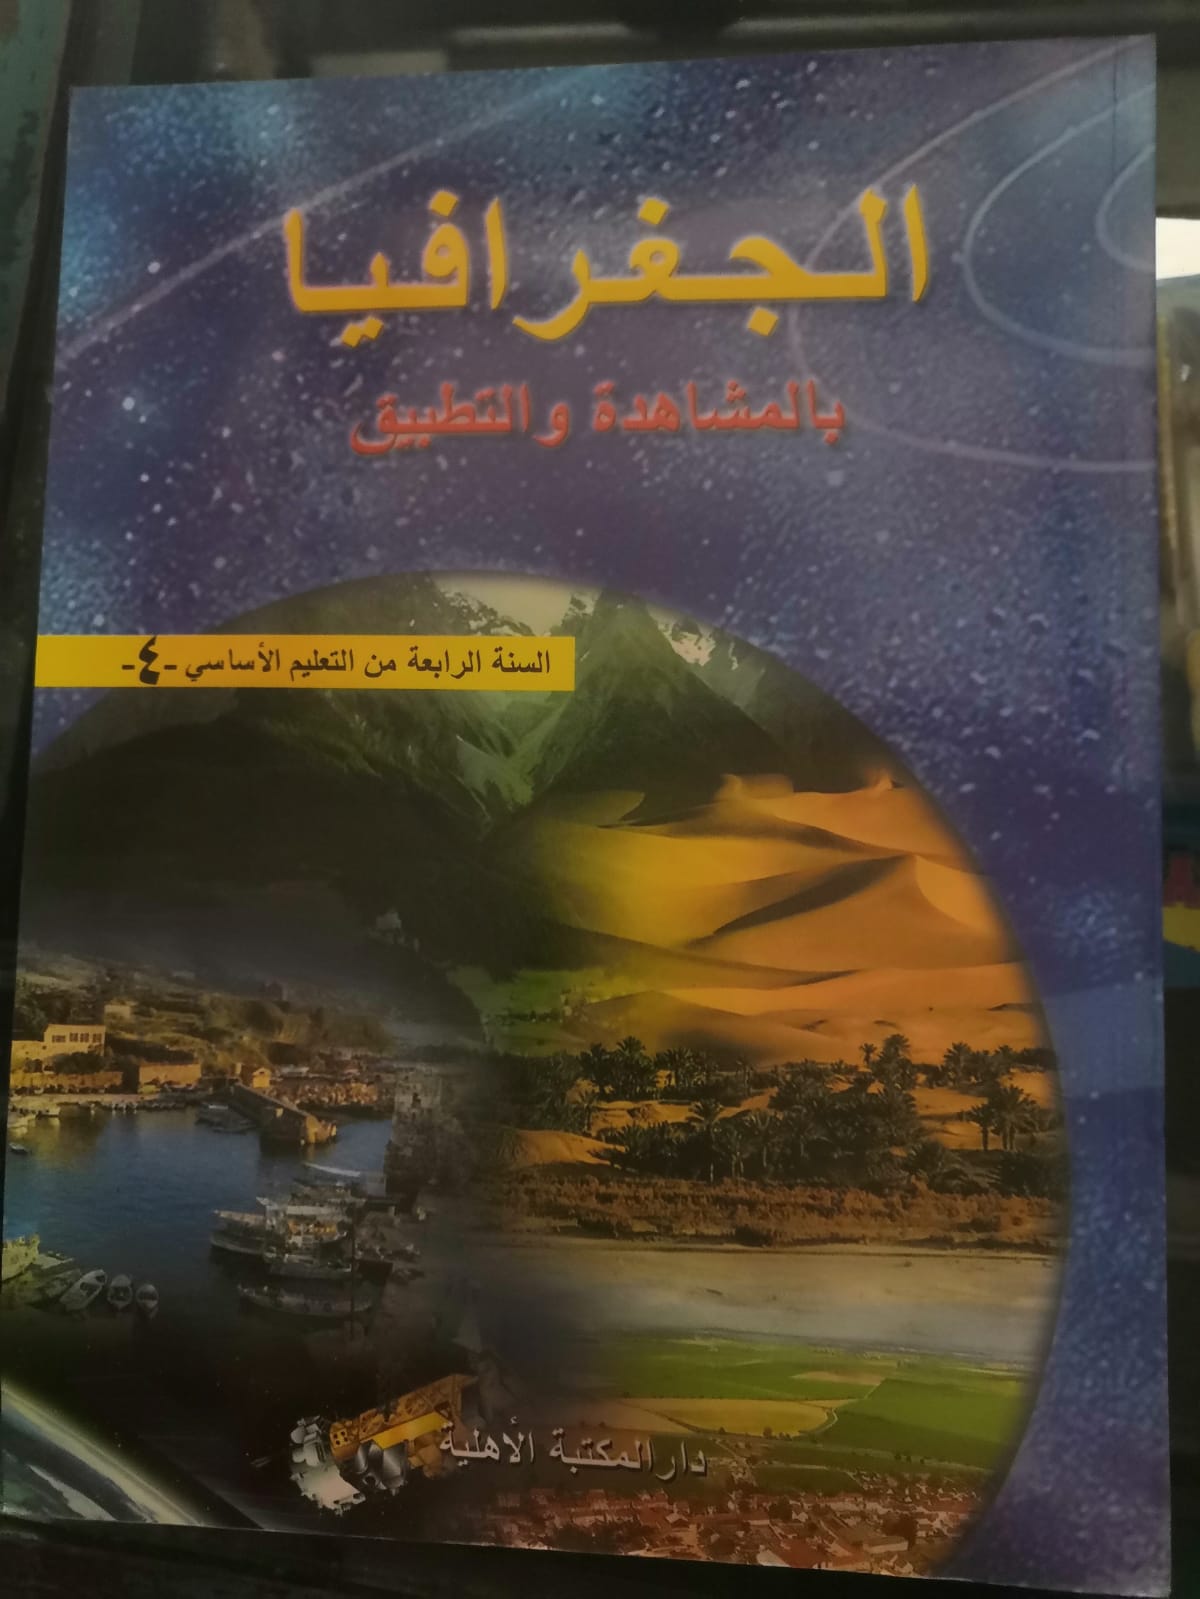 الجغرافيا
بالمشاهدة والتطبيق
السنة الرابعة من التعليم الأساسي -٤-
دار المكتبة الأهلية